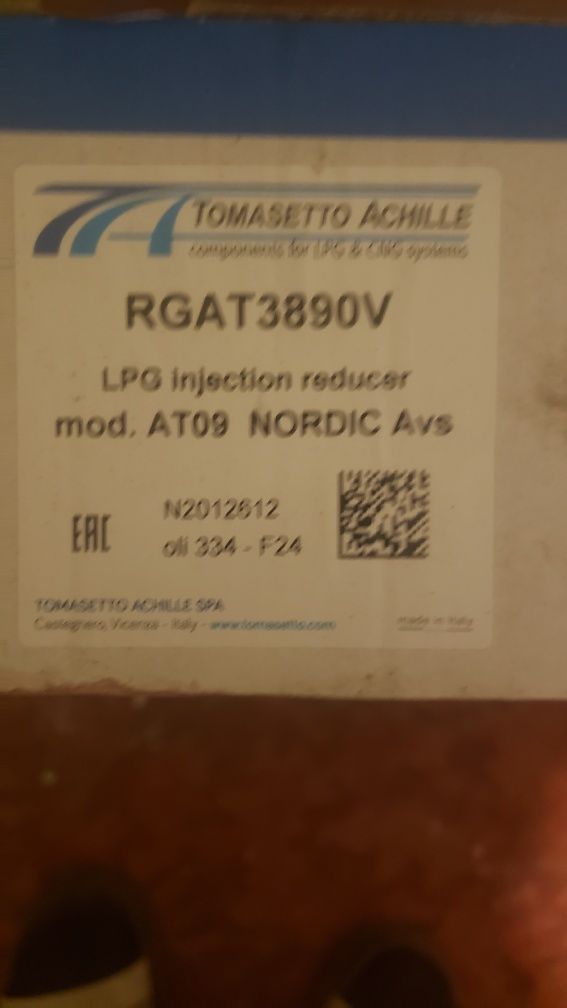 TOMASETTO ACHILLE
components for LPG & CNG systems
RGAT3890V
LPG injection reducer
mod. AT09 NORDIC Avs
EAC
N2012612
oli 334 - F24
TOMASETTO ACHILLE SPA
Castegnero, Vicenza - Italy - www.tomasetto.com
made in Italy